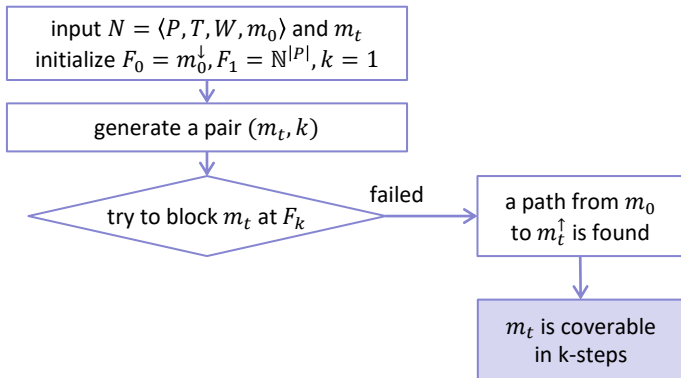 input N = ⟨P, T, W, m₀⟩ and mₜ
initialize F₀ = m₀↓, F₁ = ℕ^|P|, k = 1
generate a pair (mₜ, k)
try to block mₜ at Fₖ
failed
a path from m₀
to mₜ↑ is found
mₜ is coverable
in k-steps